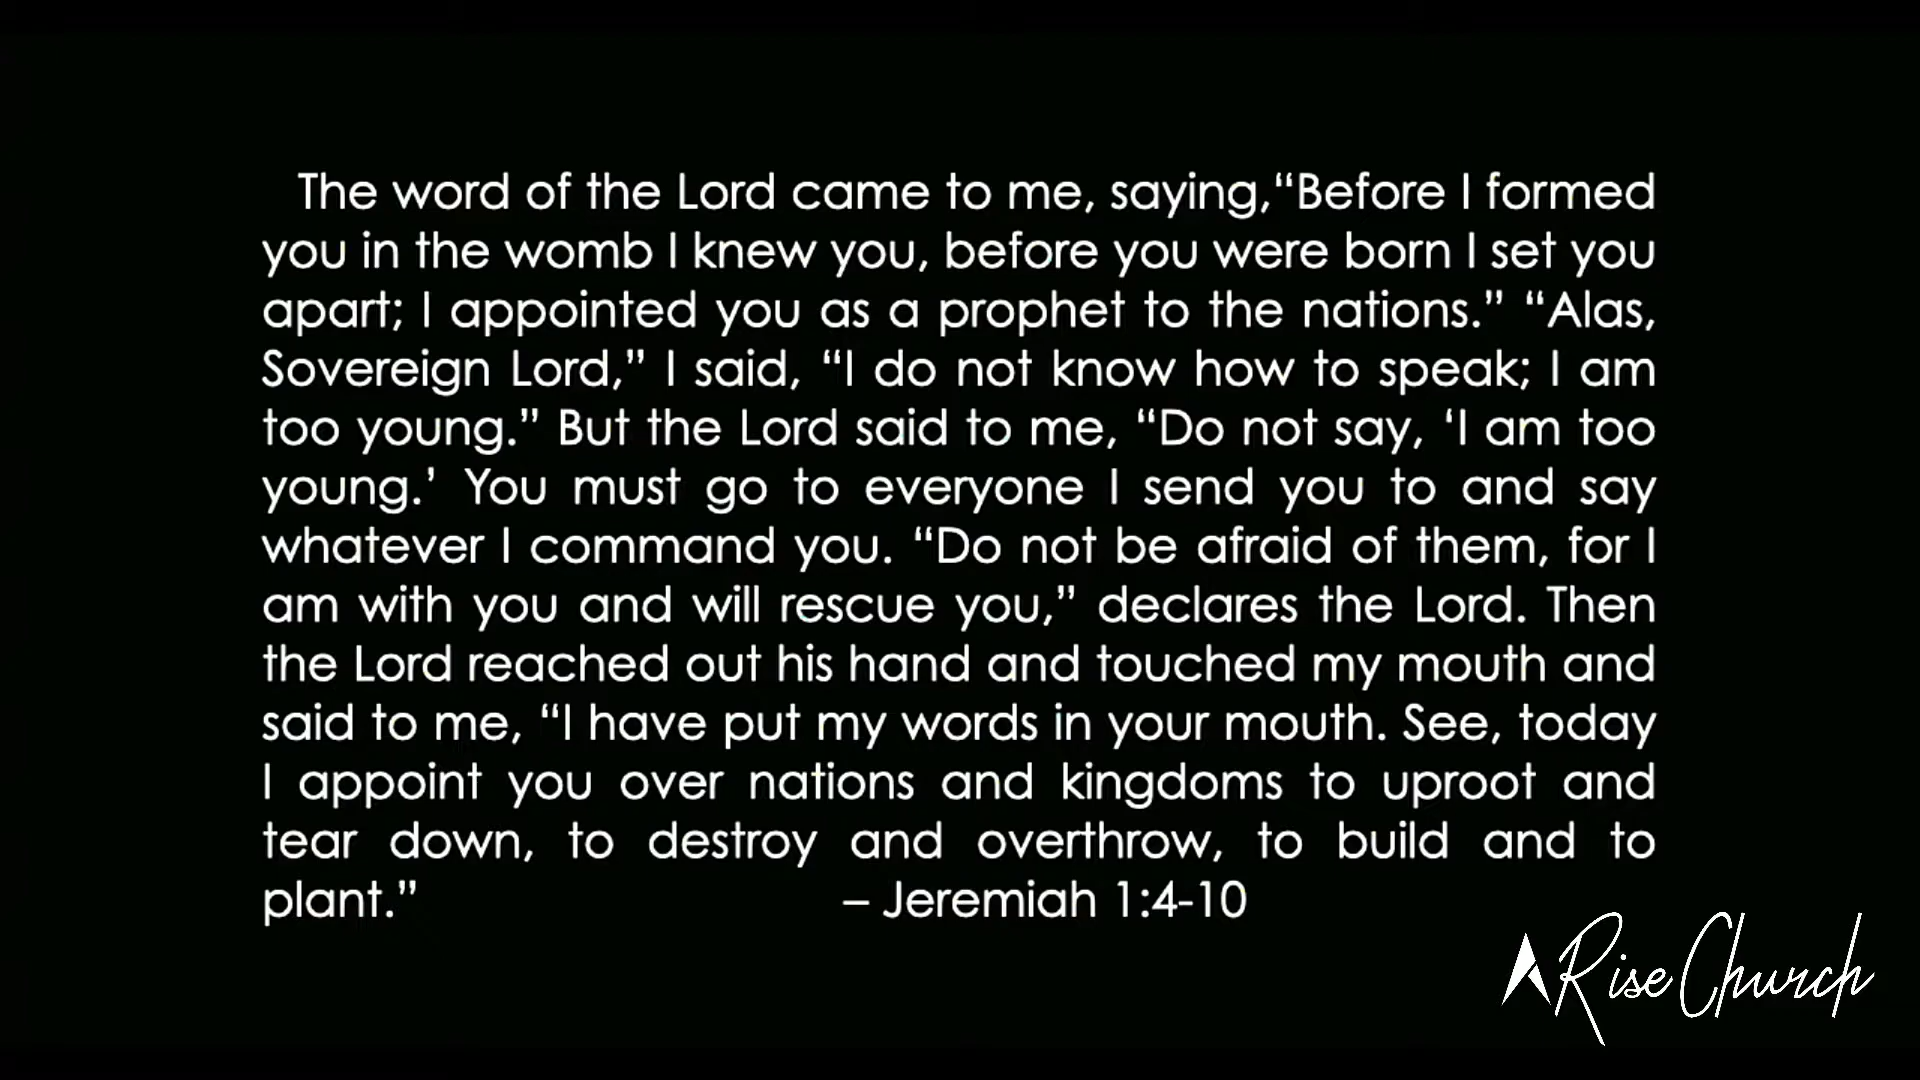 The word of the Lord came to me, saying,“Before I formed
you in the womb I knew you, before you were born I set you
apart; I appointed you as a prophet to the nations.” “Alas,
Sovereign Lord,” I said, “I do not know how to speak; I am
too young.” But the Lord said to me, “Do not say, ‘I am too
young.’ You must go to everyone I send you to and say
whatever I command you. “Do not be afraid of them, for I
am with you and will rescue you,” declares the Lord. Then
the Lord reached out his hand and touched my mouth and
said to me, “I have put my words in your mouth. See, today
I appoint you over nations and kingdoms to uproot and
tear down, to destroy and overthrow, to build and to
plant.” – Jeremiah 1:4-10
ARise Church